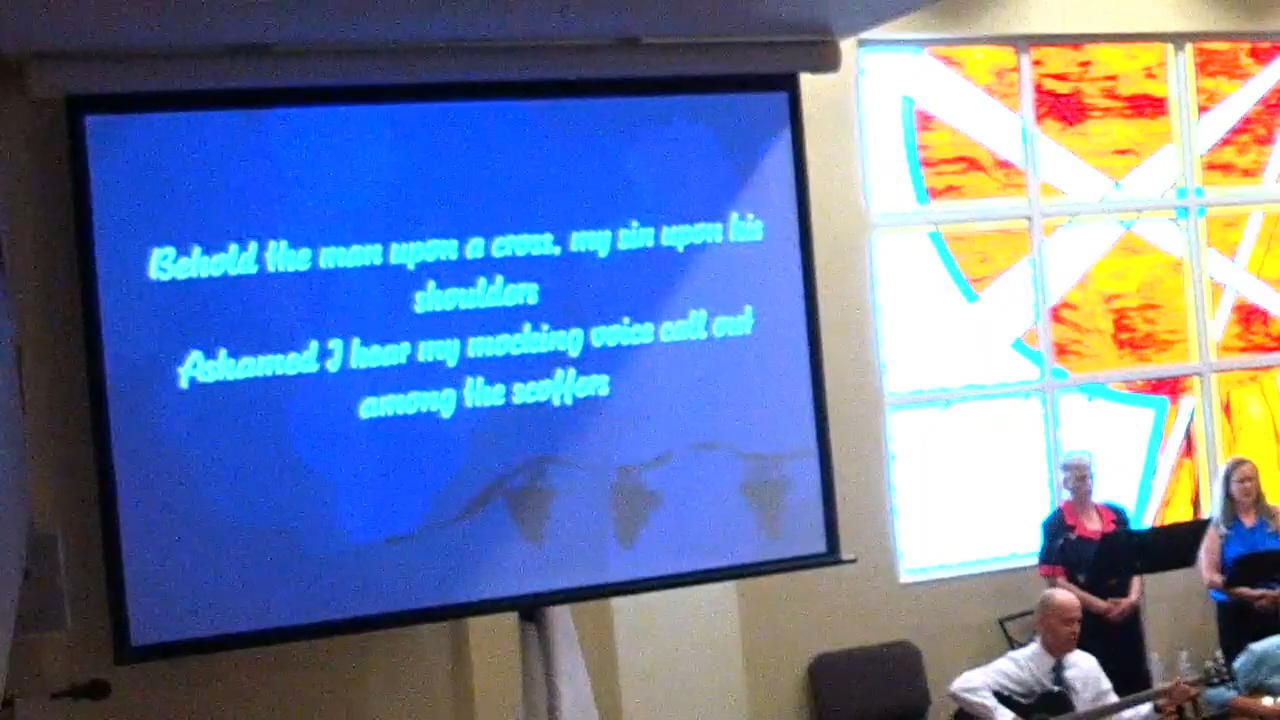 Behold the man upon a cross, my sin upon his
shoulders
Ashamed I hear my mocking voice call out
among the scoffers